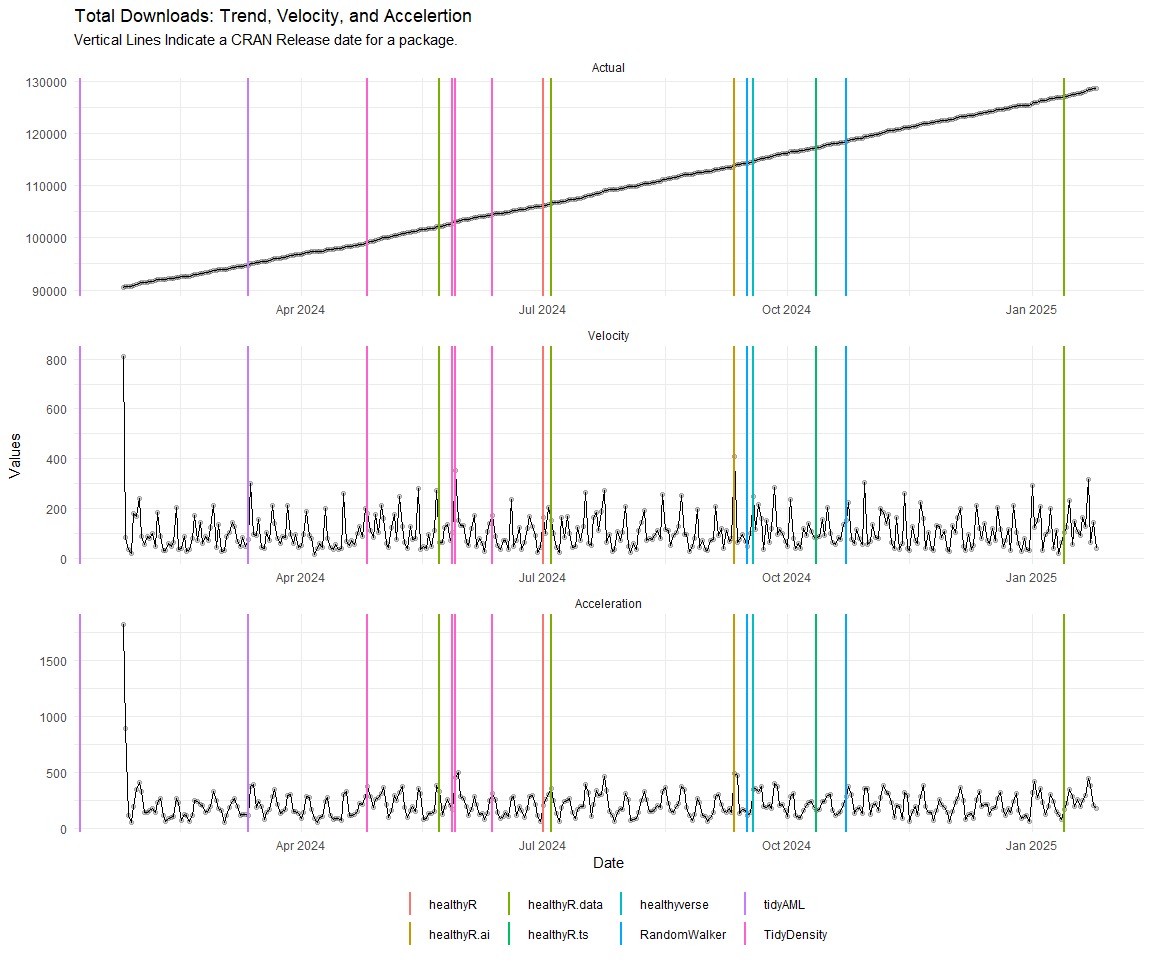 Total Downloads: Trend, Velocity, and Accelertion
Vertical Lines Indicate a CRAN Release date for a package.
Actual
130000
120000
110000
100000
90000
Apr 2024 Jul 2024 Oct 2024 Jan 2025
Velocity
800
600
400
200
0
Apr 2024 Jul 2024 Oct 2024 Jan 2025
Values
Acceleration
1500
1000
500
0
Apr 2024 Jul 2024 Oct 2024 Jan 2025
Date
healthyR healthyR.data healthyverse tidyAML
healthyR.ai healthyR.ts RandomWalker TidyDensity